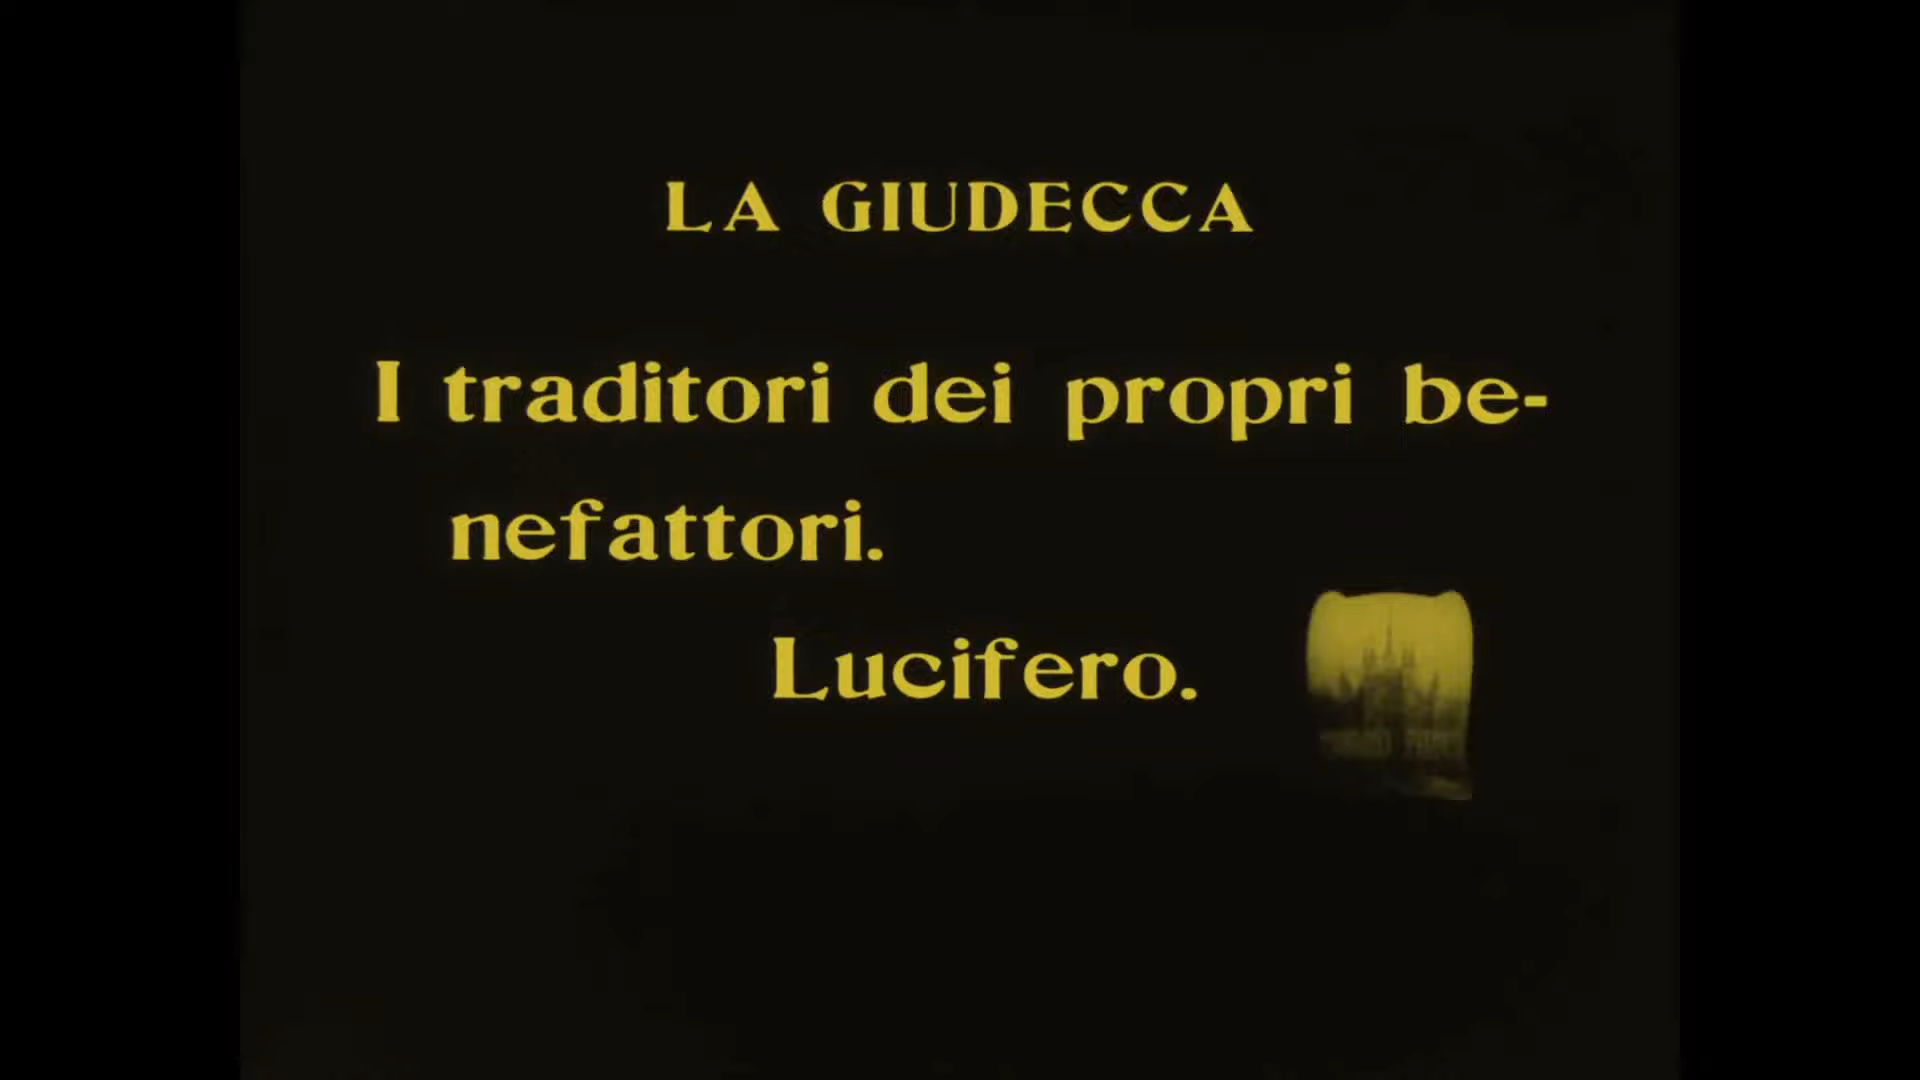 LA GIUDECCA
I traditori dei propri be-
nefattori.
Lucifero.